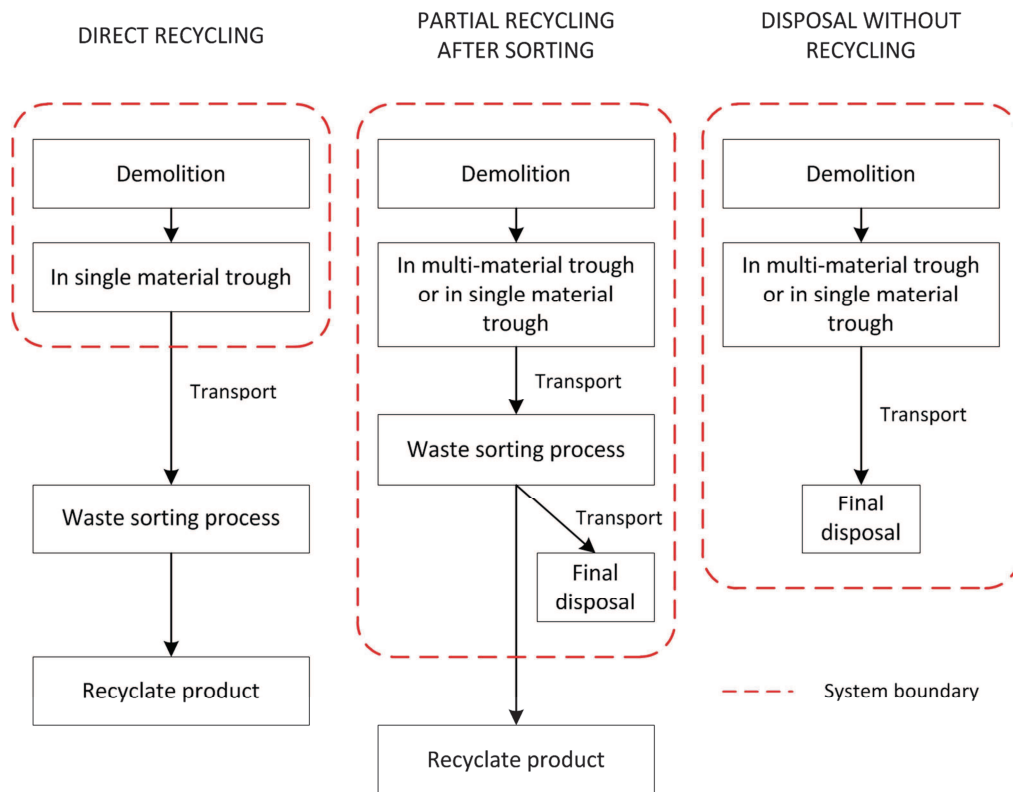 DIRECT RECYCLING
PARTIAL RECYCLING
AFTER SORTING
DISPOSAL WITHOUT
RECYCLING
Demolition
In single material trough
Transport
Waste sorting process
Recyclate product
Demolition
In multi-material trough
or in single material
trough
Transport
Waste sorting process
Transport
Final
disposal
Recyclate product
Demolition
In multi-material trough
or in single material
trough
Transport
Final
disposal
System boundary